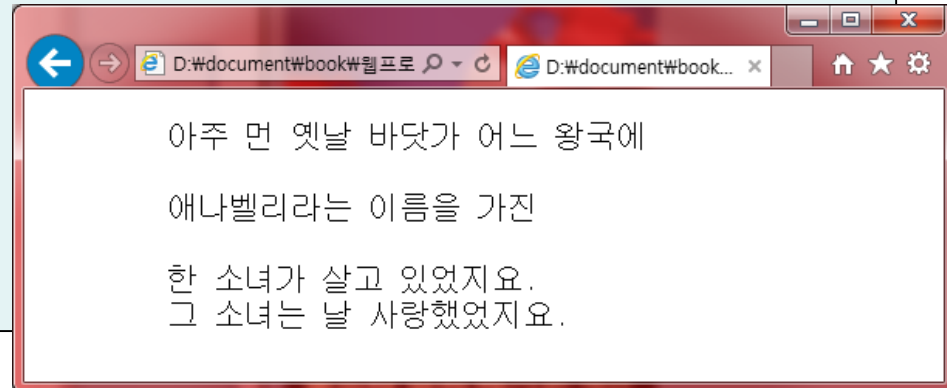 D:₩document₩book₩웹프로
D:₩document₩book...
아주 먼 옛날 바닷가 어느 왕국에
애나벨리라는 이름을 가진
한 소녀가 살고 있었지요.
그 소녀는 날 사랑했었지요.